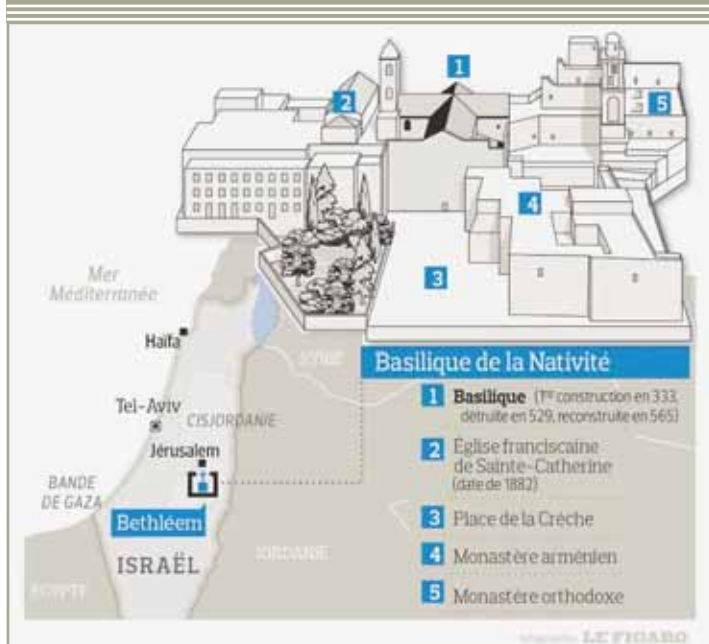 1
2
5
4
3
Mer
Méditerranée
Haïfa
SYRIE
Tel-Aviv
CISJORDANIE
Jérusalem
BANDE
DE GAZA
Bethléem
ISRAËL
JORDANIE
ÉGYPTE
Basilique de la Nativité
1 Basilique (1re construction en 333,
détruite en 529, reconstruite en 565)
2 Église franciscaine
de Sainte-Catherine
(date de 1882)
3 Place de la Crèche
4 Monastère arménien
5 Monastère orthodoxe
LE FIGARO